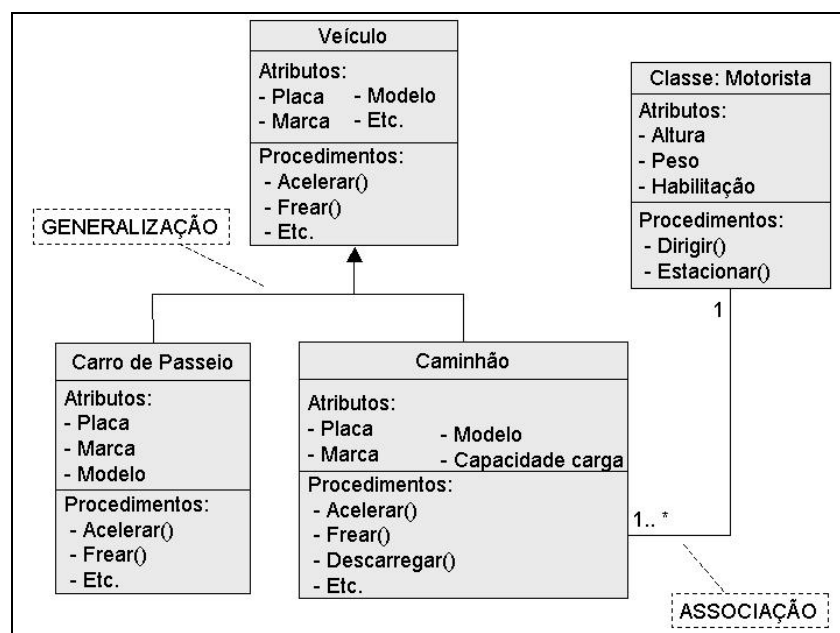 Veículo
Atributos:
- Placa - Modelo
- Marca - Etc.
Procedimentos:
- Acelerar()
- Frear()
- Etc.
Classe: Motorista
Atributos:
- Altura
- Peso
- Habilitação
Procedimentos:
- Dirigir()
- Estacionar()
GENERALIZAÇÃO
1
Carro de Passeio
Atributos:
- Placa
- Marca
- Modelo
Procedimentos:
- Acelerar()
- Frear()
- Etc.
Caminhão
Atributos:
- Placa - Modelo
- Marca - Capacidade carga
Procedimentos:
- Acelerar()
- Frear()
- Descarregar()
- Etc.
1.. *
ASSOCIAÇÃO